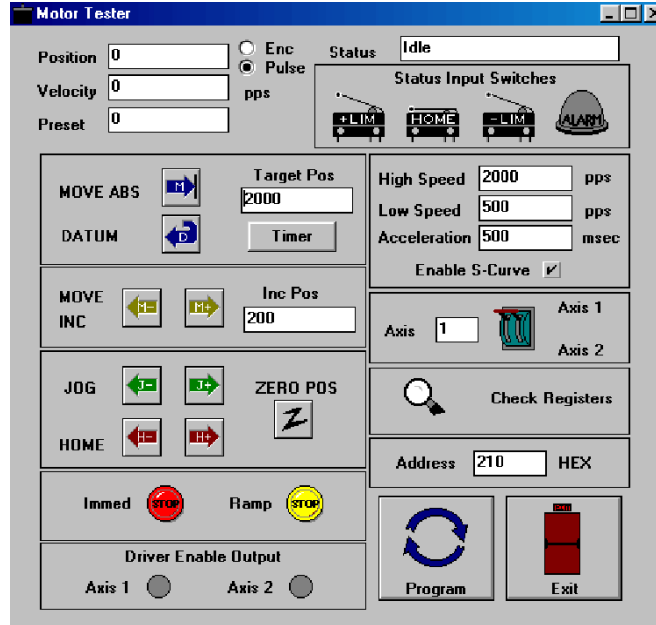 Motor Tester
Position 0
Enc
Pulse
Status Idle
Velocity 0 pps
Preset 0
Status Input Switches
+LIM HOME -LIM ALARM
MOVE ABS M
Target Pos
2000
DATUM D
Timer
High Speed 2000 pps
Low Speed 500 pps
Acceleration 500 msec
Enable S-Curve
MOVE
INC
M- M+
Inc Pos
200
Axis 1
Axis 1
Axis 2
JOG J- J+
ZERO POS
Z
HOME H- H+
Check Registers
Address 210 HEX
Immed STOP Ramp STOP
Driver Enable Output
Axis 1 Axis 2
Program
Exit